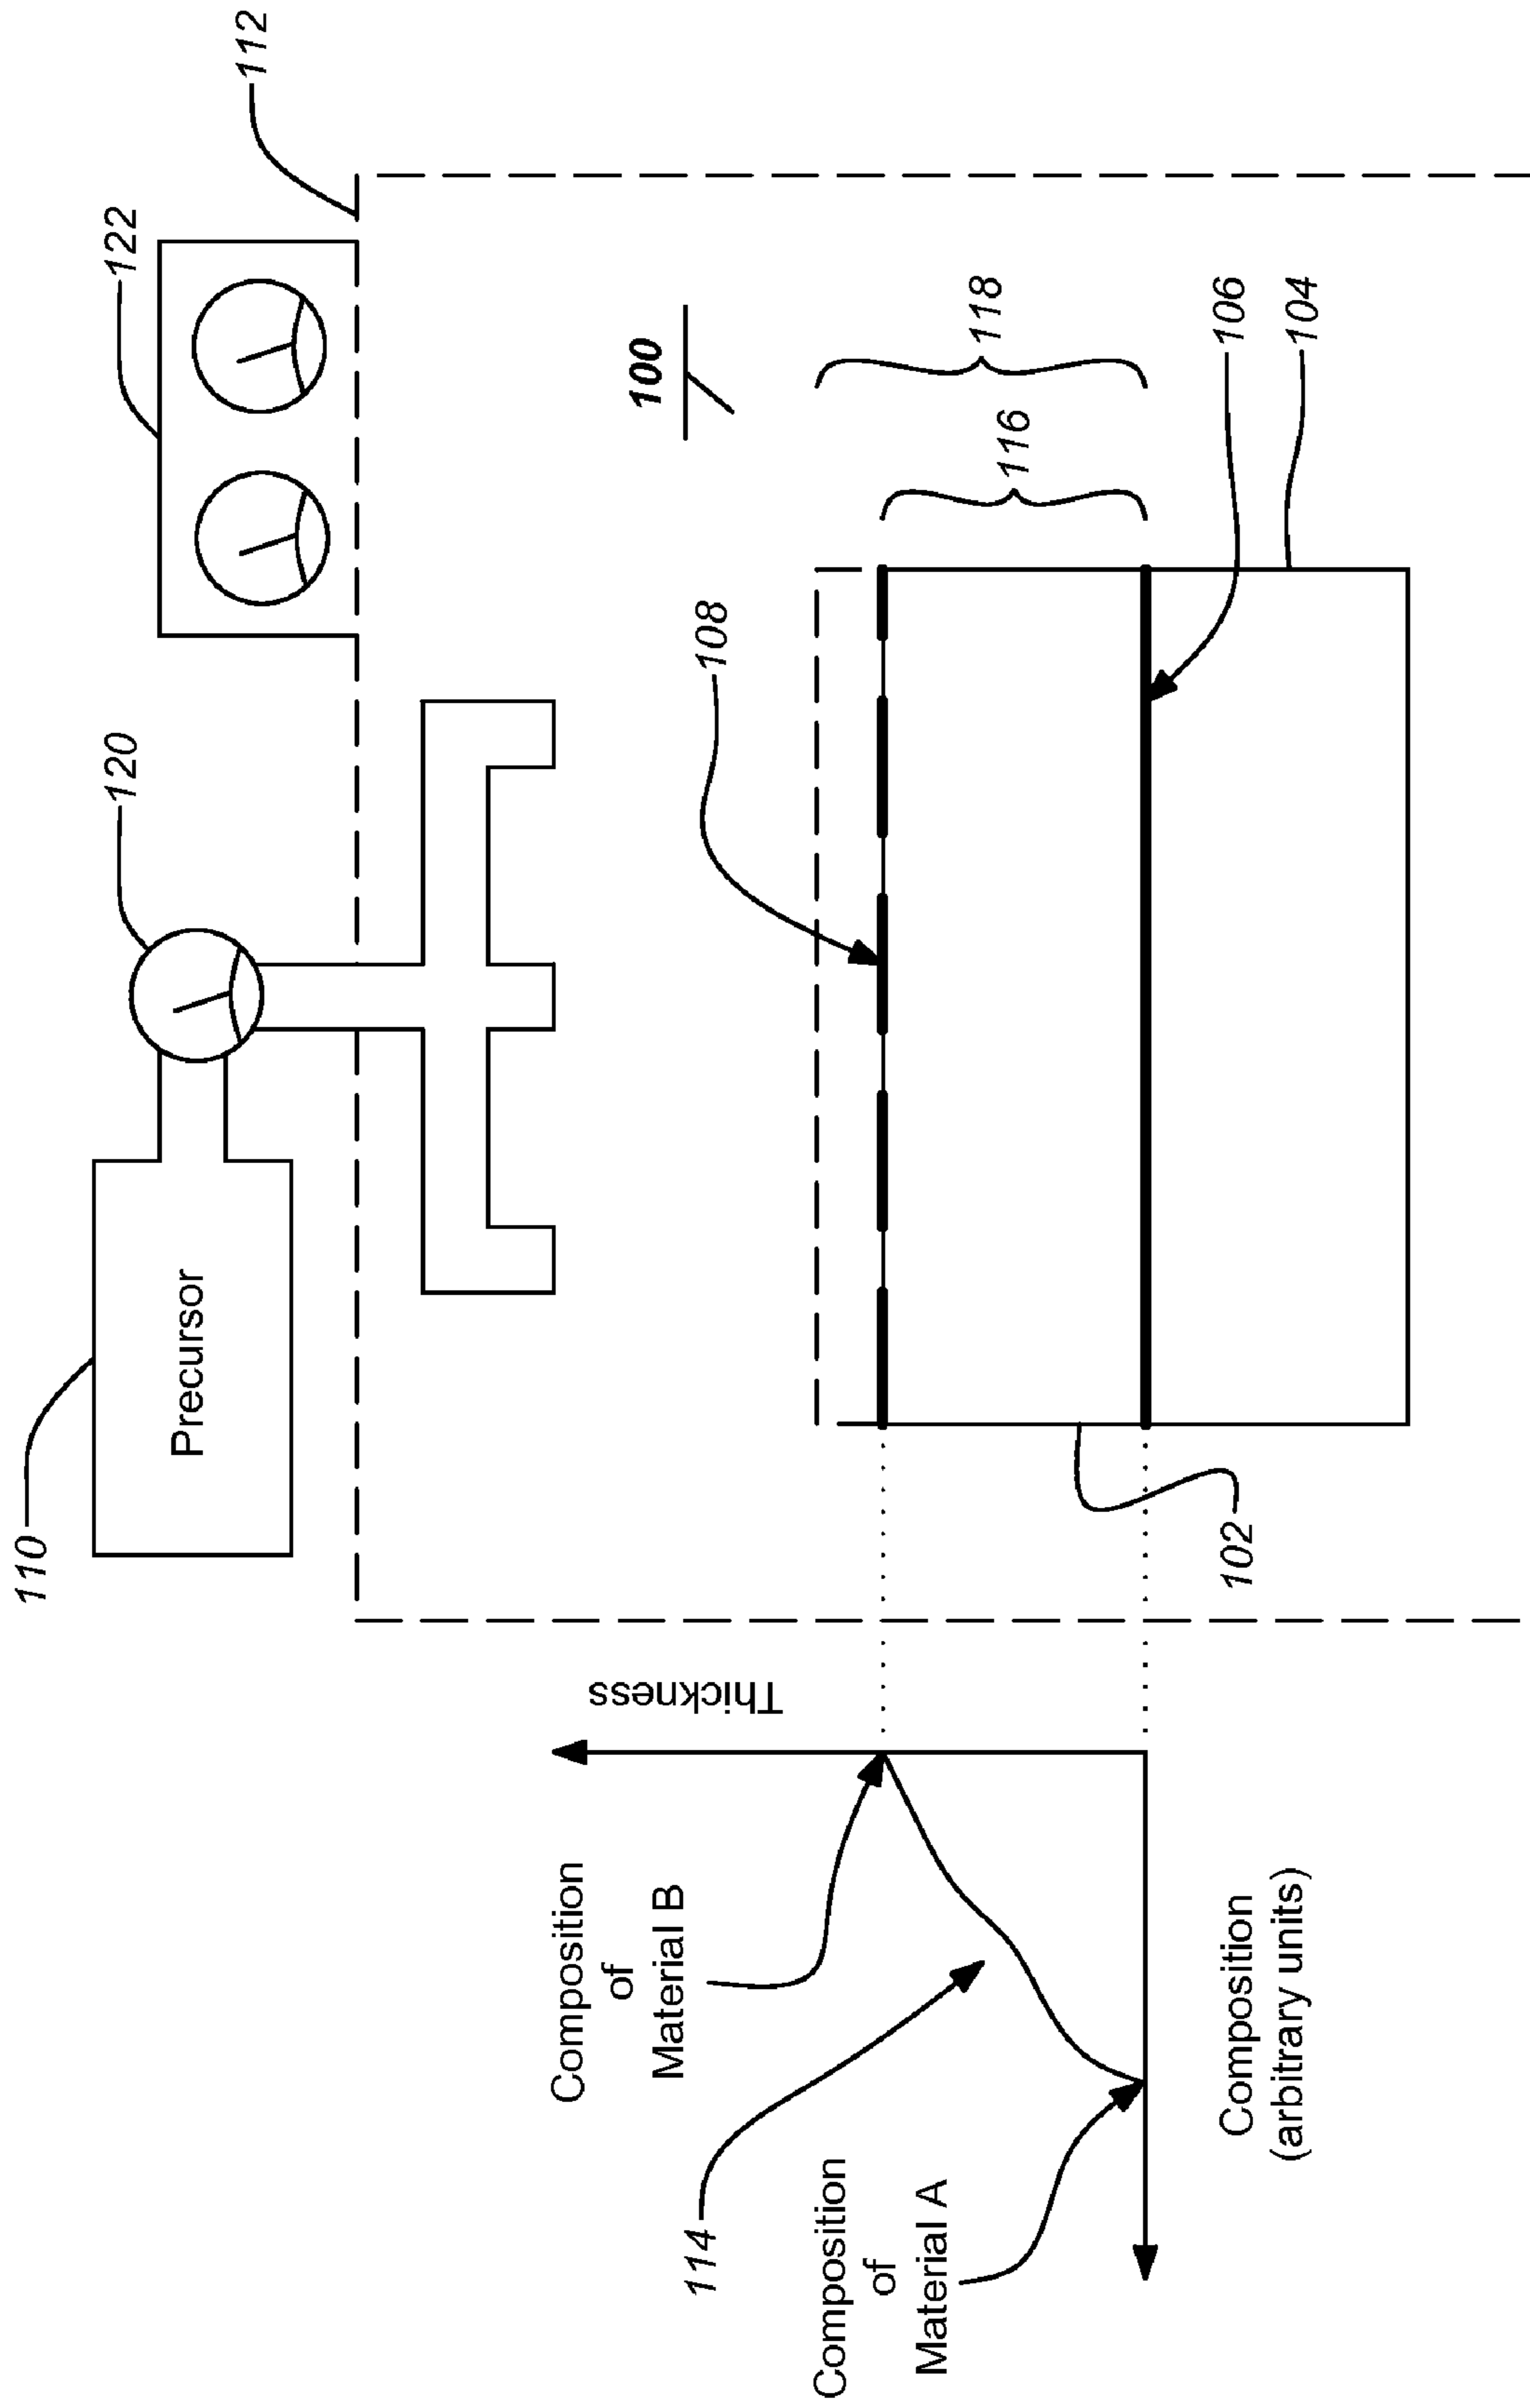 110
Precursor
120
122
112
100
108
118
116
106
104
102
Thickness
Composition
of
Material B
114
Composition
of
Material A
Composition
(arbitrary units)